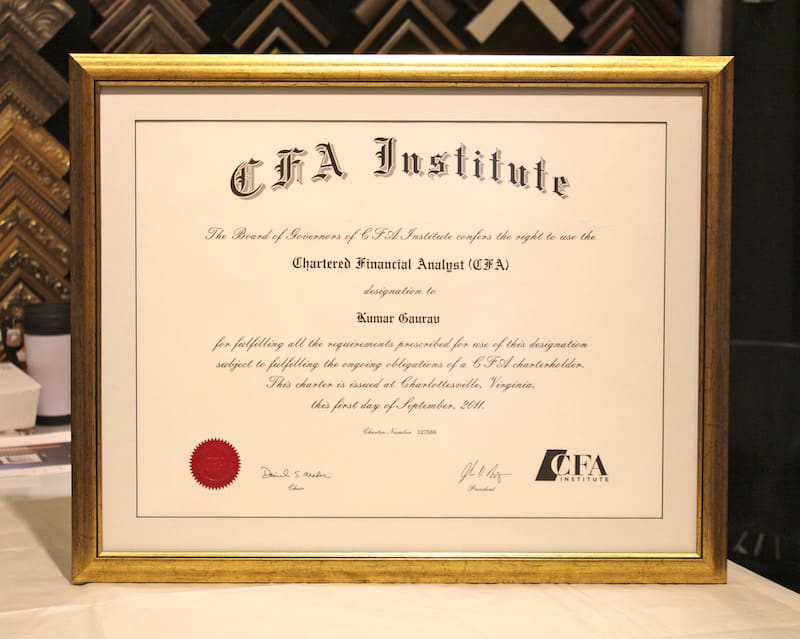 CFA Institute
The Board of Governors of CFA Institute confers the right to use the
Chartered Financial Analyst (CFA)
designation to
Kumar Gaurav
for fulfilling all the requirements prescribed for use of this designation
subject to fulfilling the ongoing obligations of a CFA charterholder.
This charter is issued at Charlottesville, Virginia,
this first day of September, 2011.
Charter Number
Chair
President
CFA
INSTITUTE